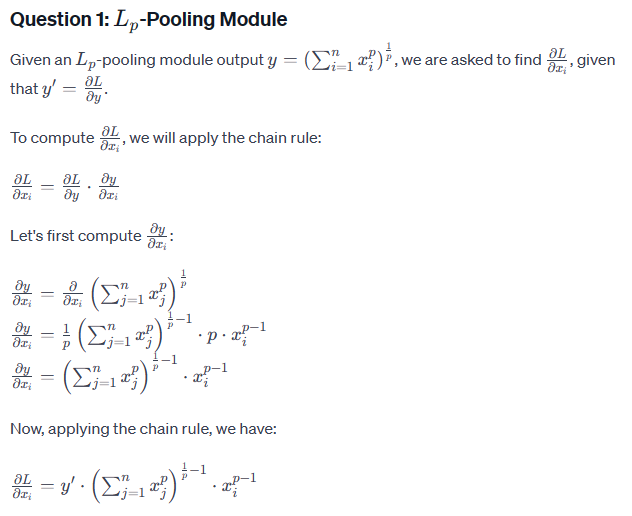 Question 1: $L_p$-Pooling Module
Given an $L_p$-pooling module output $y = (\sum_{i=1}^{n} x_i^p)^{\frac{1}{p}}$, we are asked to find $\frac{\partial L}{\partial x_i}$, given
that $y' = \frac{\partial L}{\partial y}$.
To compute $\frac{\partial L}{\partial x_i}$, we will apply the chain rule:
$\frac{\partial L}{\partial x_i} = \frac{\partial L}{\partial y} \cdot \frac{\partial y}{\partial x_i}$
Let's first compute $\frac{\partial y}{\partial x_i}$:
$\frac{\partial y}{\partial x_i} = \frac{\partial}{\partial x_i} \left( \sum_{j=1}^{n} x_j^p \right)^{\frac{1}{p}}$
$\frac{\partial y}{\partial x_i} = \frac{1}{p} \left( \sum_{j=1}^{n} x_j^p \right)^{\frac{1}{p}-1} \cdot p \cdot x_i^{p-1}$
$\frac{\partial y}{\partial x_i} = \left( \sum_{j=1}^{n} x_j^p \right)^{\frac{1}{p}-1} \cdot x_i^{p-1}$
Now, applying the chain rule, we have:
$\frac{\partial L}{\partial x_i} = y' \cdot \left( \sum_{j=1}^{n} x_j^p \right)^{\frac{1}{p}-1} \cdot x_i^{p-1}$